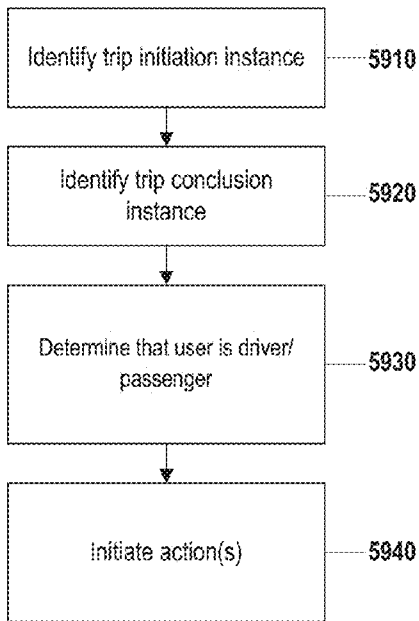 Identify trip initiation instance
5910
Identify trip conclusion
instance
5920
Determine that user is driver/
passenger
5930
Initiate action(s)
5940